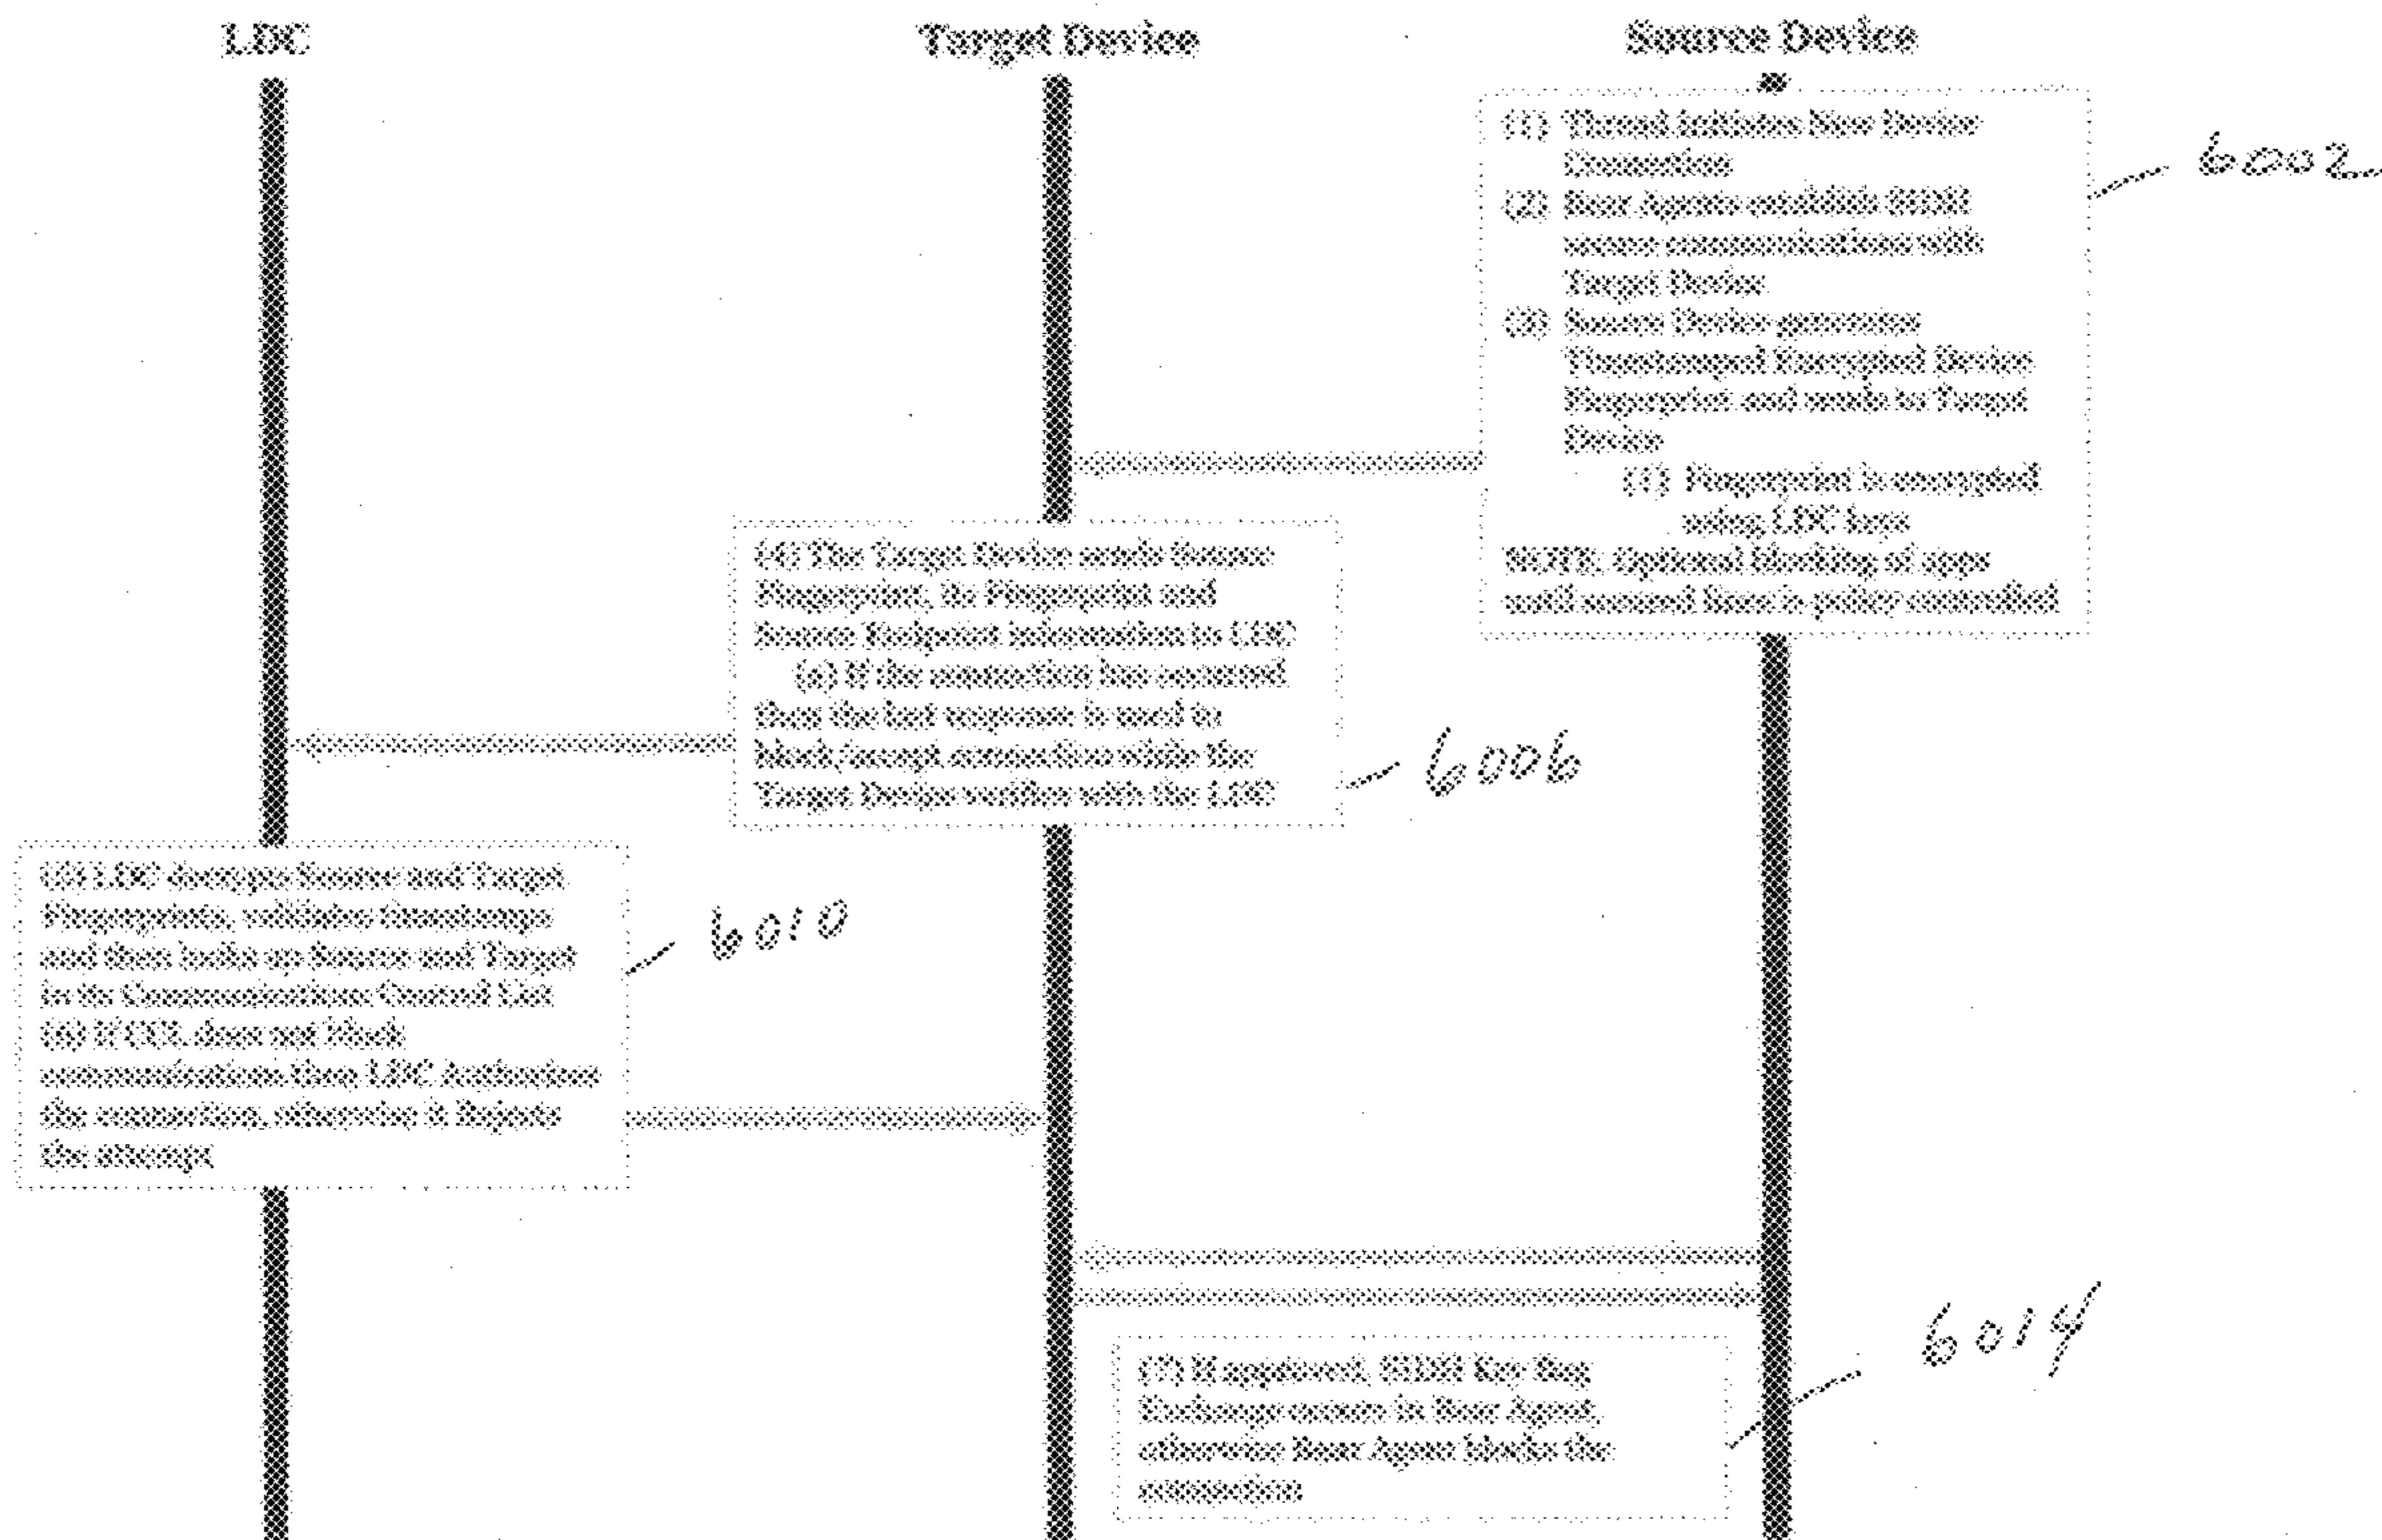 LDC
Target Device
Source Device
(1) Thread initiates New Device
Connection
(2) Bear Agents establish
secure communications with
Target Device
(3) Source Device generates
Timestamped Encrypted Device
Fingerprint and sends to Target
Device
Fingerprint is encrypted
using LDC keys
NOTE: Optional blocking of apps
until secured lines is policy controlled
6002
(4) The Target Device sends Source
Fingerprint, its Fingerprint and
Source Endpoint information to LDC
If the connection has occurred
then the last response is used to
block/accept connection while the
Target Device verifies with the LDC
6006
(5) LDC decrypts Source and Target
Fingerprints, validates timestamps
and then looks up Source and Target
in its Communications Control List
(6) If CCL does not block
communications then LDC Authorizes
the connection, otherwise it Rejects
the attempt
6010
(7) If approved, Key
Exchange occurs in Bear Agent,
otherwise Bear Agent blocks the
connection
6014